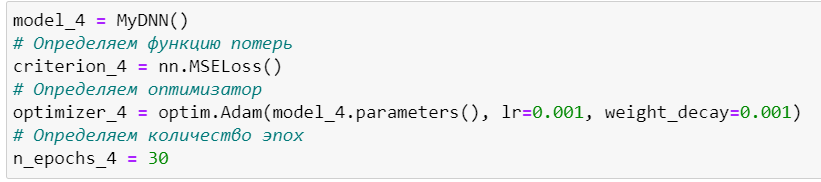 model_4 = MyDNN()
# Определяем функцию потерь
criterion_4 = nn.MSELoss()
# Определяем оптимизатор
optimizer_4 = optim.Adam(model_4.parameters(), lr=0.001, weight_decay=0.001)
# Определяем количество эпох
n_epochs_4 = 30